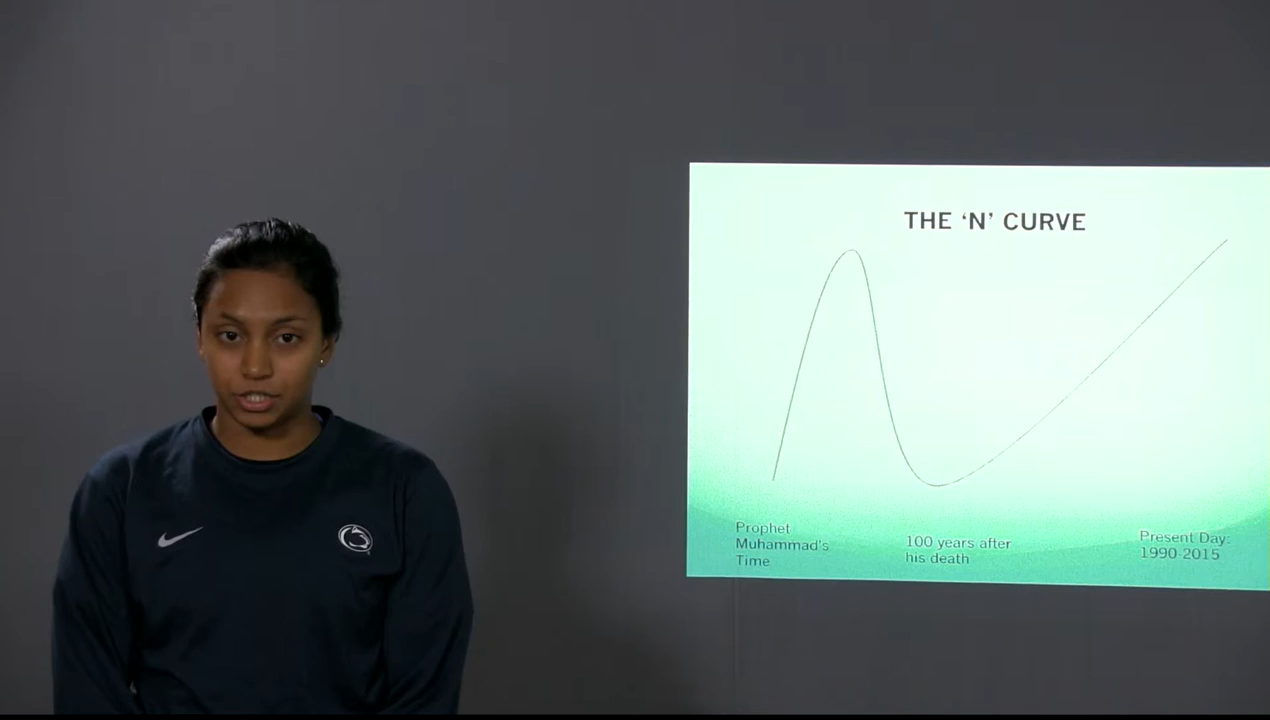 THE ‘N’ CURVE
Prophet
Muhammad's
Time
100 years after
his death
Present Day:
1990-2015